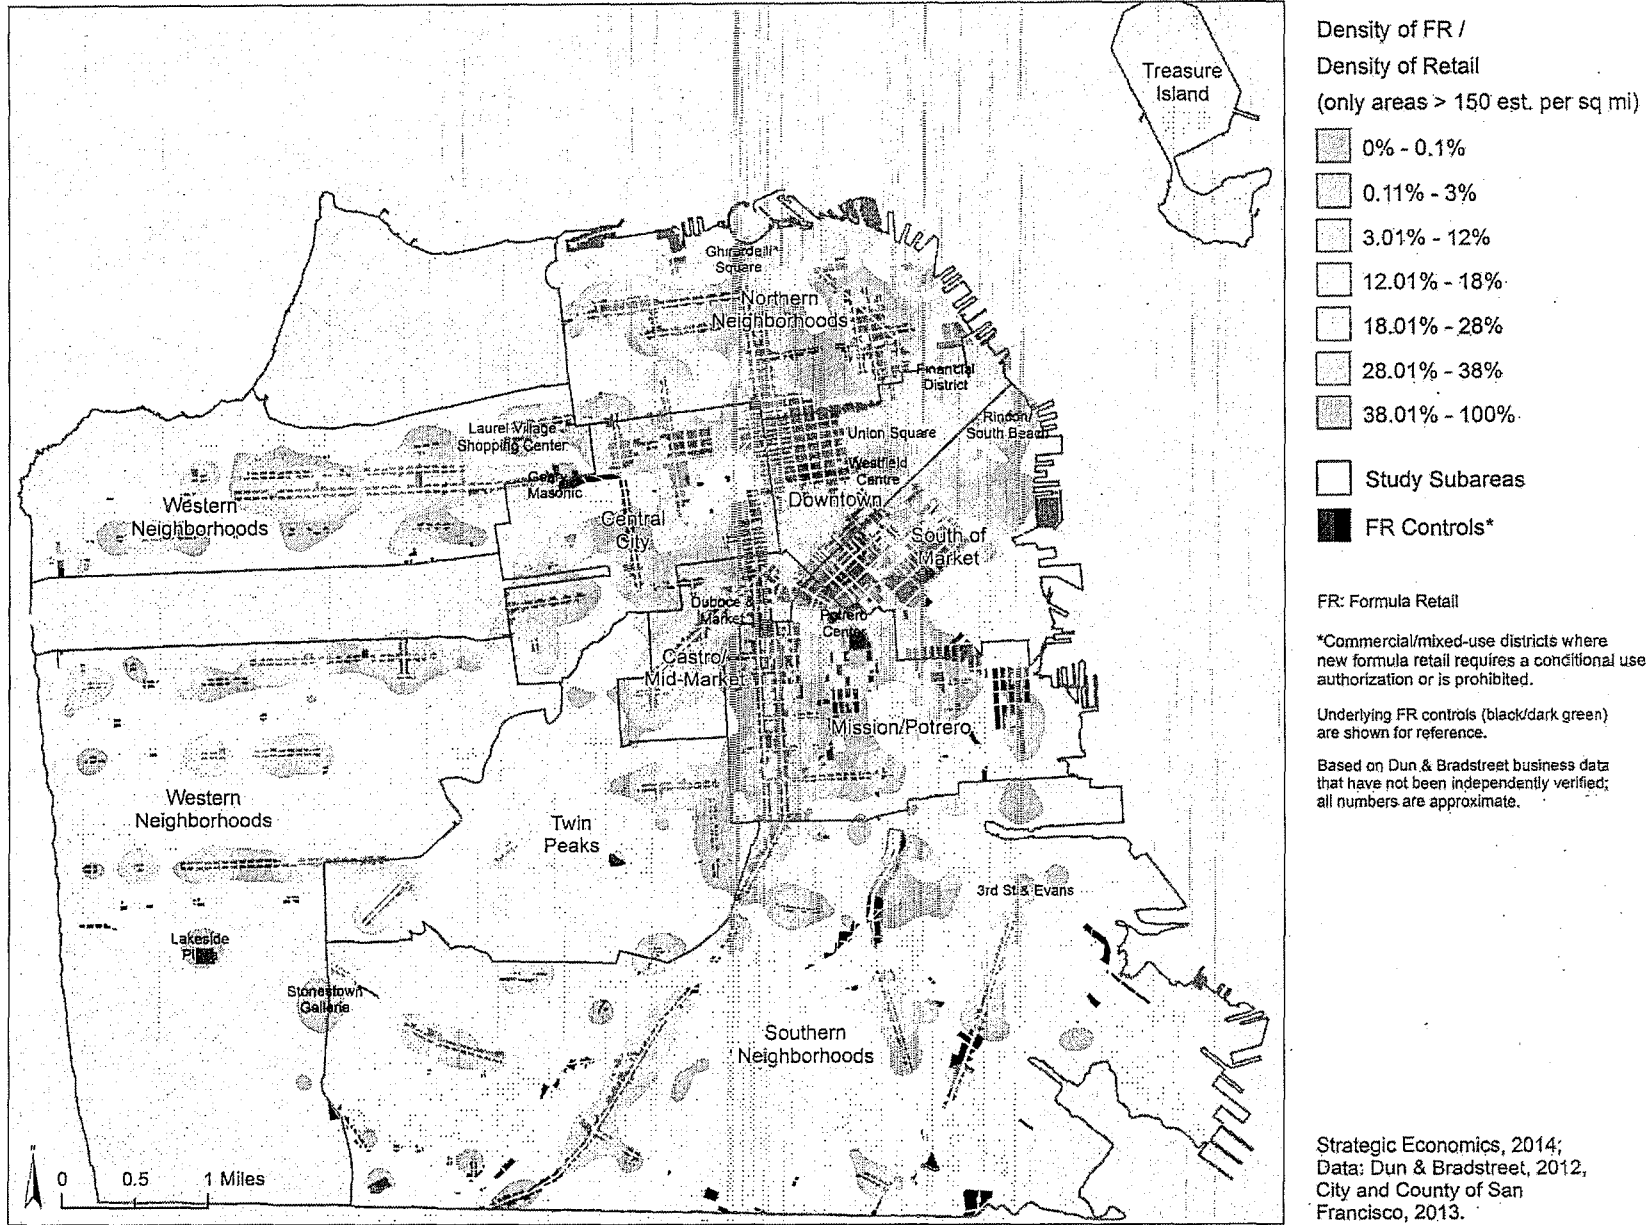 Treasure
Island
Ghirardelli
Square
Northern
Neighborhoods
Financial
District
Laurel Village
Shopping Center
Rincon/
South Beach
Union Square
Westfield
Centre
Geary
Masonic
Downtown
Western
Neighborhoods
Central
City
South of
Market
Duboce &
Market
Potrero
Center
Castro/
Mid-Market
Mission/Potrero
Western
Neighborhoods
Twin
Peaks
3rd St & Evans
Lakeside
Plaza
Stonestown
Galleria
Southern
Neighborhoods
N
0 0.5 1 Miles
Density of FR /
Density of Retail
(only areas > 150 est. per sq mi)
0% - 0.1%
0.11% - 3%
3.01% - 12%
12.01% - 18%
18.01% - 28%
28.01% - 38%
38.01% - 100%
Study Subareas
FR Controls*
FR: Formula Retail
*Commercial/mixed-use districts where
new formula retail requires a conditional use
authorization or is prohibited.
Underlying FR controls (black/dark green)
are shown for reference.
Based on Dun & Bradstreet business data
that have not been independently verified;
all numbers are approximate.
Strategic Economics, 2014;
Data: Dun & Bradstreet, 2012,
City and County of San
Francisco, 2013.